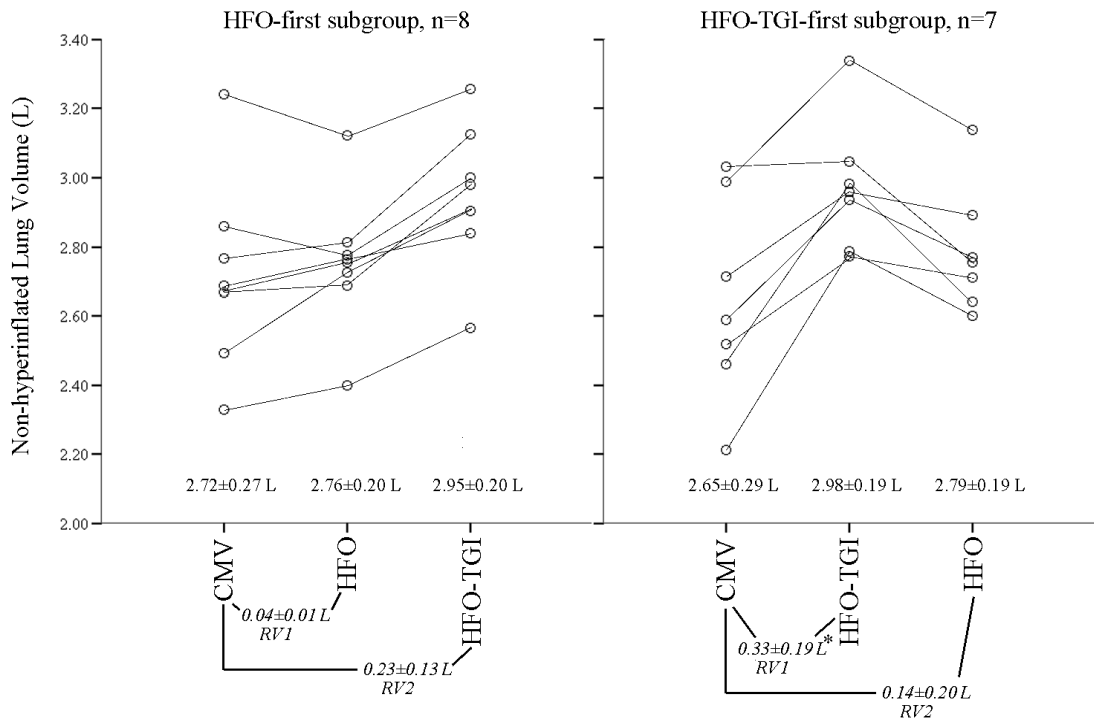 HFO-first subgroup, n=8
HFO-TGI-first subgroup, n=7
Non-hyperinflated Lung Volume (L)
3.40
3.20
3.00
2.80
2.60
2.40
2.20
2.00
2.72±0.27 L 2.76±0.20 L 2.95±0.20 L
2.65±0.29 L 2.98±0.19 L 2.79±0.19 L
CMV
HFO
HFO-TGI
0.04±0.01 L
RV1
0.23±0.13 L
RV2
CMV
HFO-TGI
HFO
0.33±0.19 L*
RV1
0.14±0.20 L
RV2